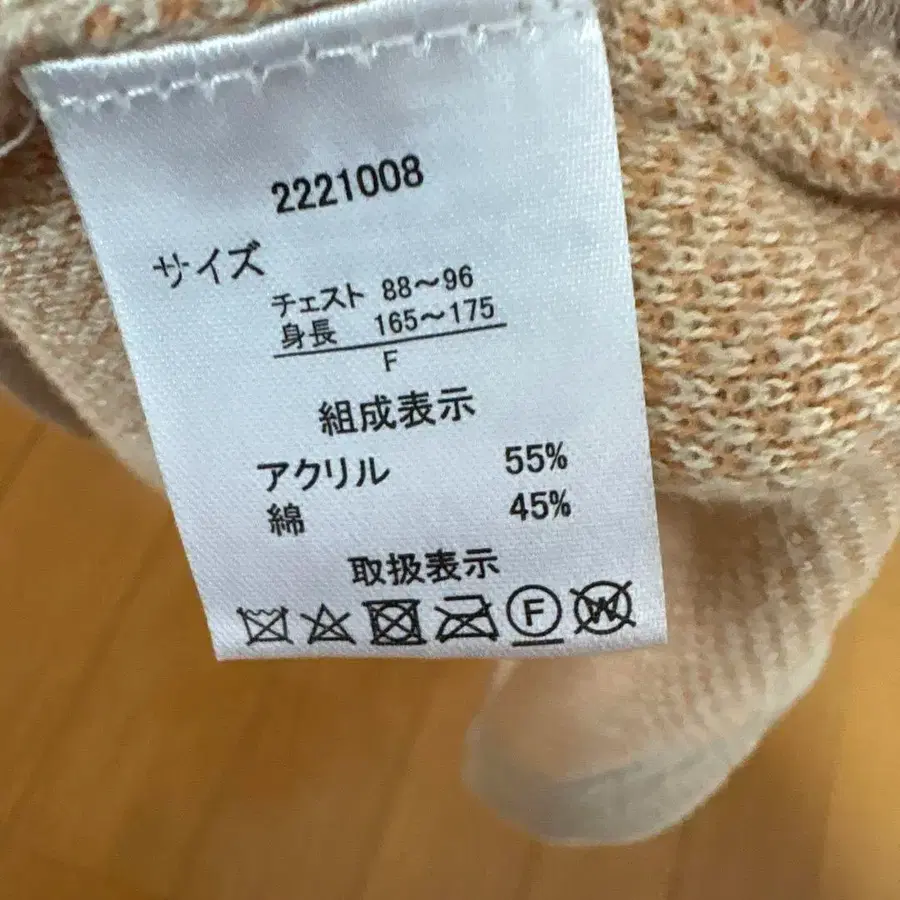 2221008
サイズ
チェスト 88～96
身長 165～175
F
組成表示
アクリル 55%
綿 45%
取扱表示
F W